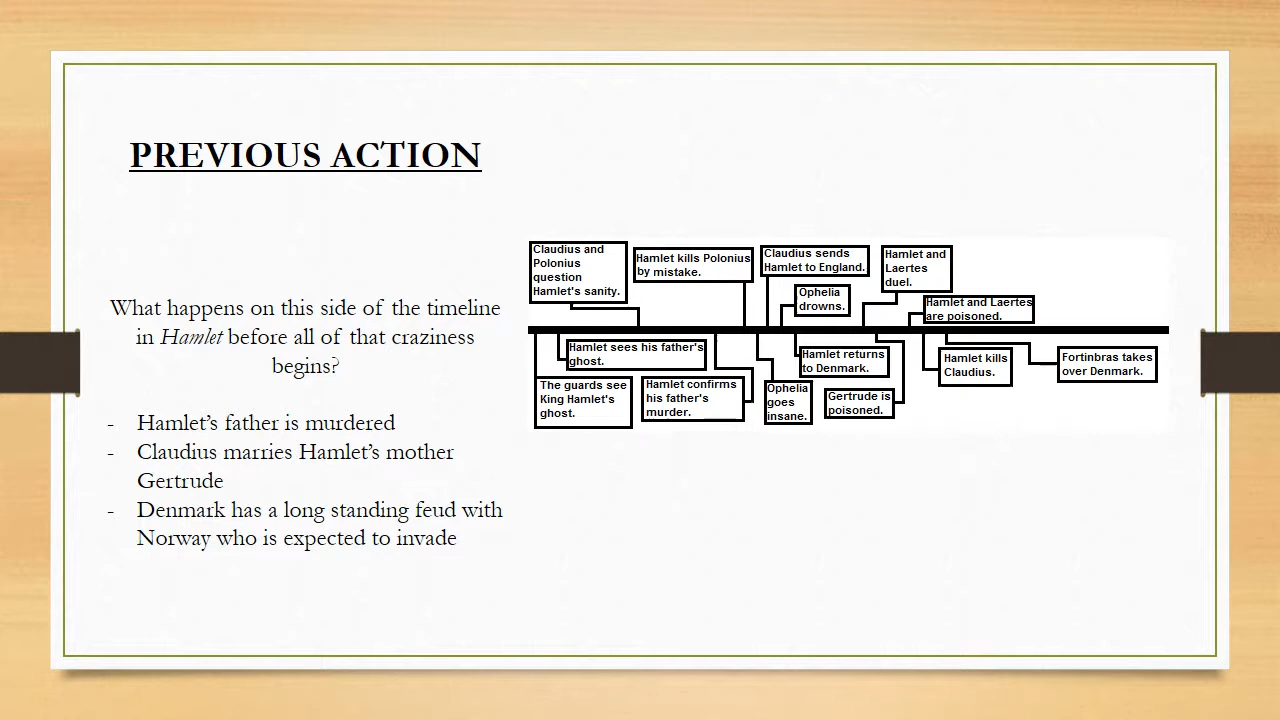 PREVIOUS ACTION
What happens on this side of the timeline
in Hamlet before all of that craziness
begins?
- Hamlet’s father is murdered
- Claudius marries Hamlet’s mother
Gertrude
- Denmark has a long standing feud with
Norway who is expected to invade
Claudius and
Polonius
question
Hamlet's sanity.
Hamlet kills Polonius
by mistake.
Claudius sends
Hamlet to England.
Ophelia
drowns.
Hamlet and
Laertes
duel.
Hamlet and Laertes
are poisoned.
Hamlet sees his father's
ghost.
The guards see
King Hamlet's
ghost.
Hamlet confirms
his father's
murder.
Ophelia
goes
insane.
Hamlet returns
to Denmark.
Gertrude is
poisoned.
Hamlet kills
Claudius.
Fortinbras takes
over Denmark.